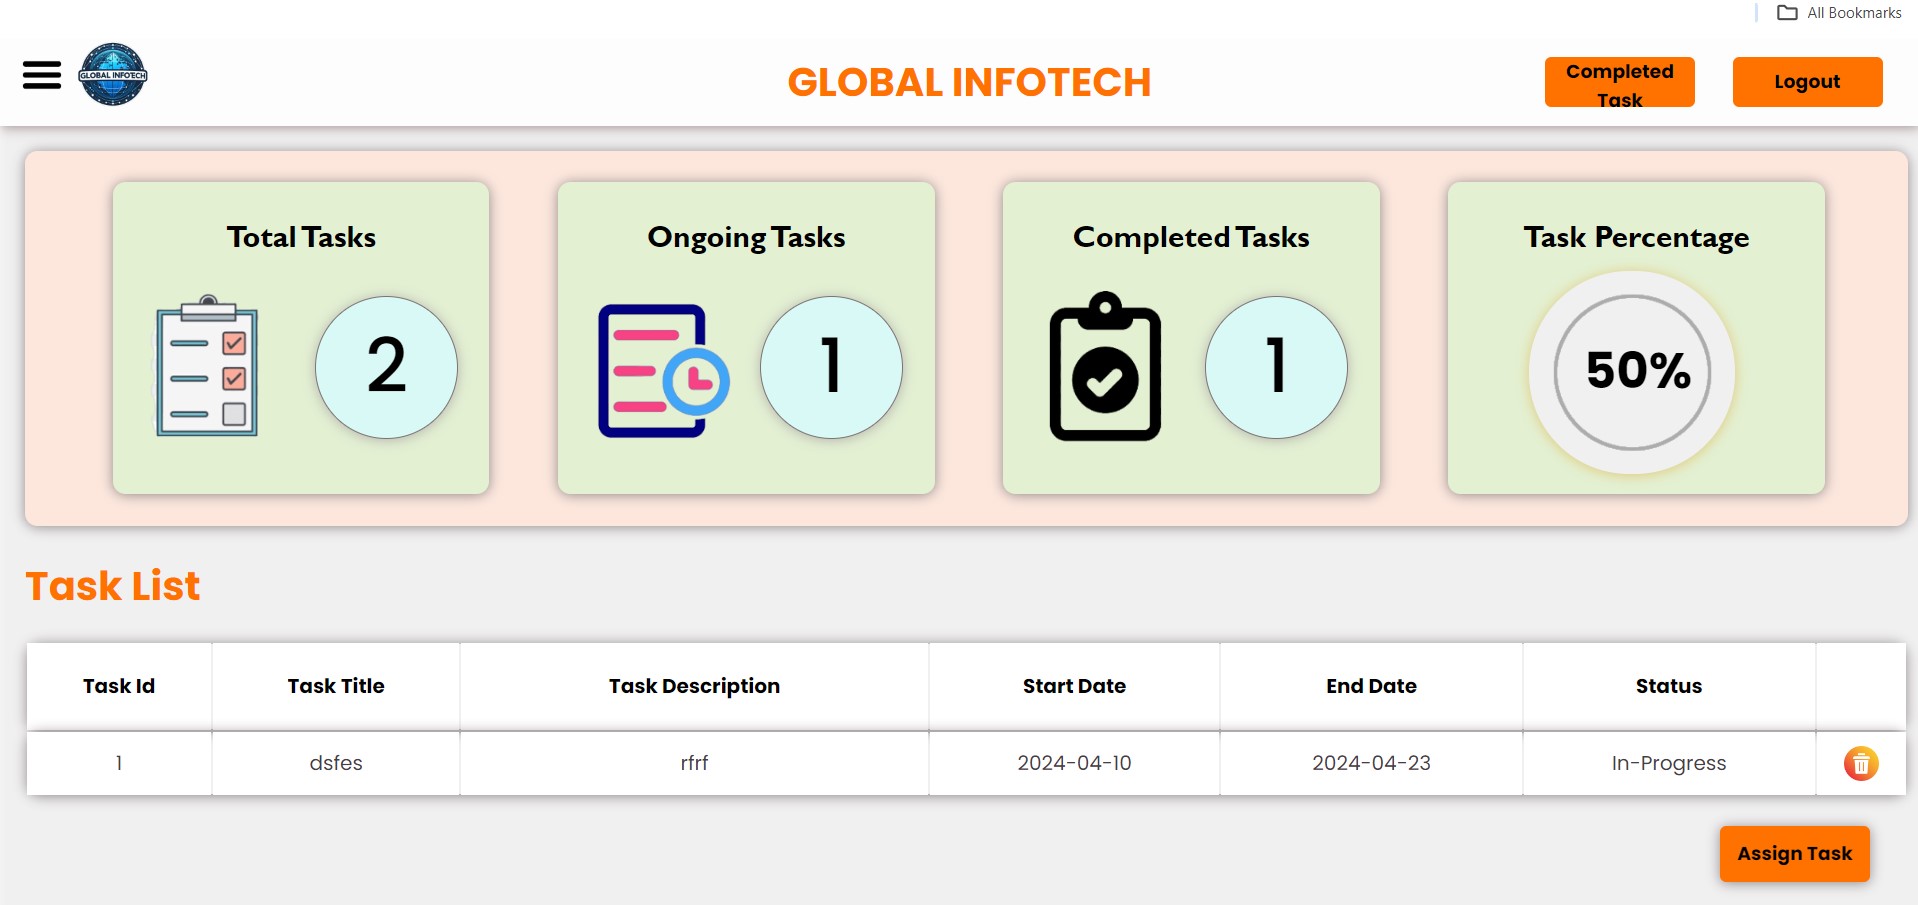 All Bookmarks
GLOBAL INFOTECH
GLOBAL INFOTECH
Completed
Task
Logout
Total Tasks
Ongoing Tasks
Completed Tasks
Task Percentage
2
1
1
50%
Task List
Task Id
Task Title
Task Description
Start Date
End Date
Status
1
dsfes
rfrf
2024-04-10
2024-04-23
In-Progress
Assign Task